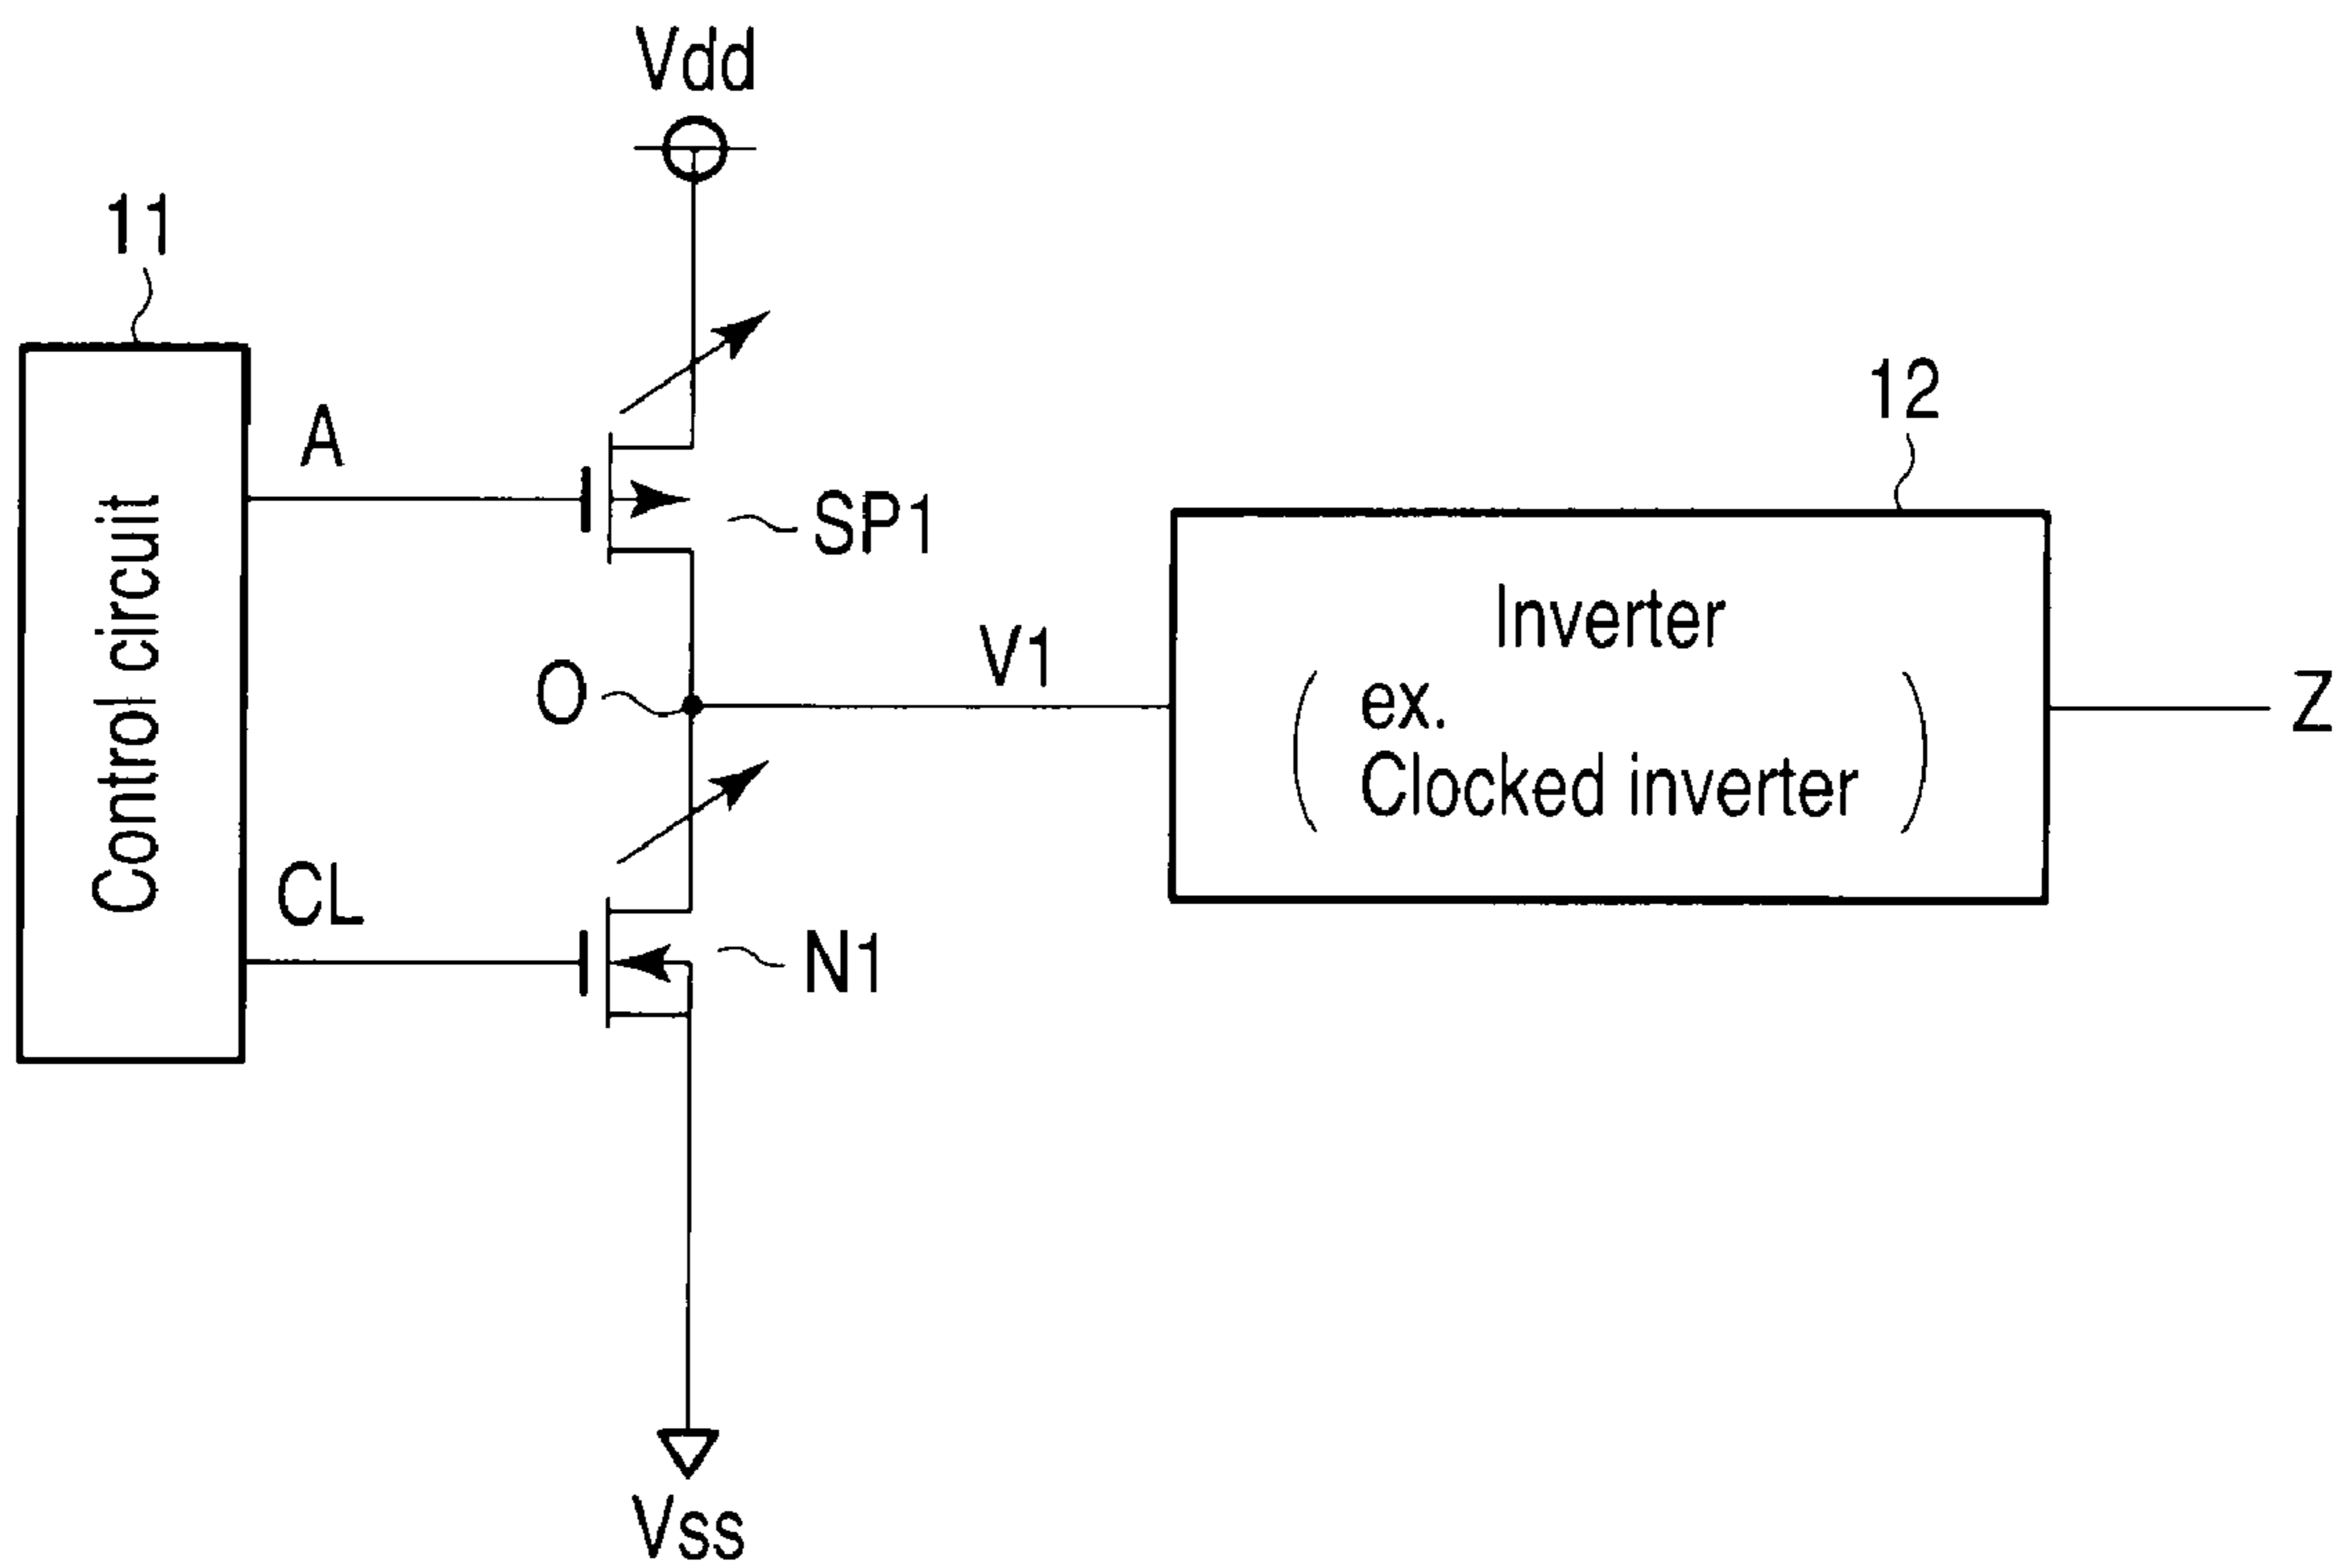 Vdd
11
A
SP1
12
Control circuit
Inverter
V1
O
( ex.
Clocked inverter )
Z
CL
N1
Vss